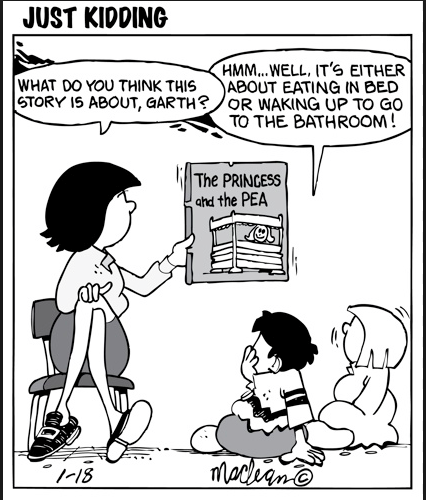 JUST KIDDING
WHAT DO YOU THINK THIS
STORY IS ABOUT, GARTH?
HMM...WELL, IT'S EITHER
ABOUT EATING IN BED
OR WAKING UP TO GO
TO THE BATHROOM!
The PRINCESS
and the PEA
1-18
Maclean ©